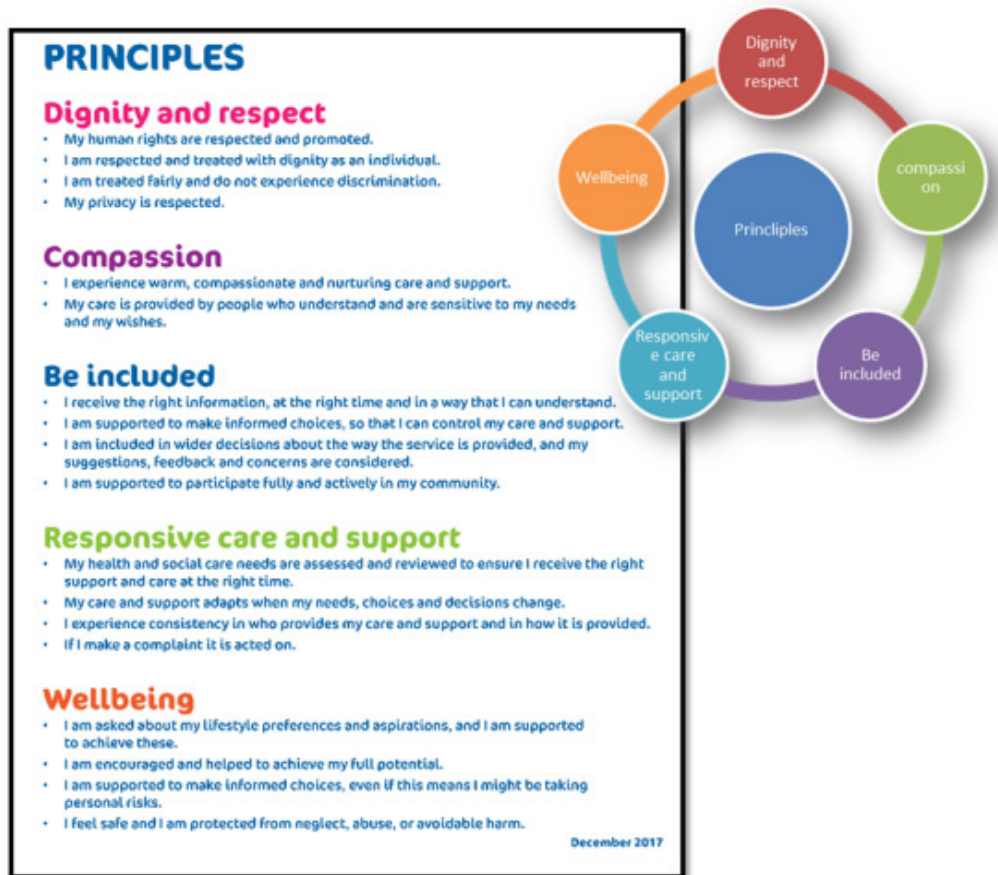 PRINCIPLES
Dignity and respect
• My human rights are respected and promoted.
• I am respected and treated with dignity as an individual.
• I am treated fairly and do not experience discrimination.
• My privacy is respected.
Compassion
• I experience warm, compassionate and nurturing care and support.
• My care is provided by people who understand and are sensitive to my needs
and my wishes.
Be included
• I receive the right information, at the right time and in a way that I can understand.
• I am supported to make informed choices, so that I can control my care and support.
• I am included in wider decisions about the way the service is provided, and my
suggestions, feedback and concerns are considered.
• I am supported to participate fully and actively in my community.
Responsive care and support
• My health and social care needs are assessed and reviewed to ensure I receive the right
support and care at the right time.
• My care and support adapts when my needs, choices and decisions change.
• I experience consistency in who provides my care and support and in how it is provided.
• If I make a complaint it is acted on.
Wellbeing
• I am asked about my lifestyle preferences and aspirations, and I am supported
to achieve these.
• I am encouraged and helped to achieve my full potential.
• I am supported to make informed choices, even if this means I might be taking
personal risks.
• I feel safe and I am protected from neglect, abuse, or avoidable harm.
December 2017
Dignity
and
respect
compassi
on
Be
included
Responsiv
e care
and
support
Wellbeing
Princliples